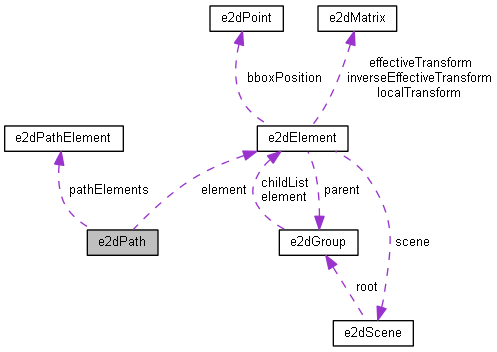 e2dPoint
e2dMatrix
effectiveTransform
inverseEffectiveTransform
localTransform
bboxPosition
e2dPathElement
e2dElement
pathElements
element
childList
element
parent
e2dPath
e2dGroup
scene
root
e2dScene